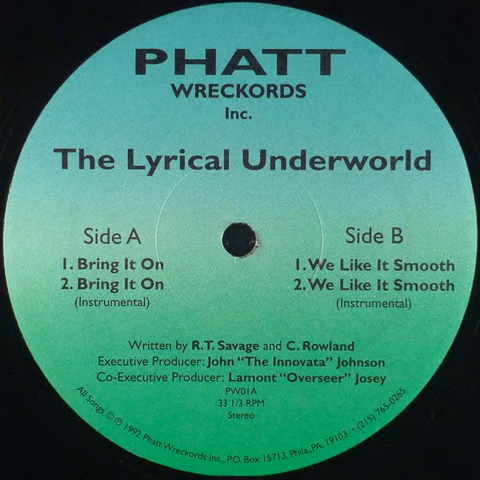 PHATT
WRECKORDS
Inc.
The Lyrical Underworld
Side A
1. Bring It On
2. Bring It On
(Instrumental)
Side B
1. We Like It Smooth
2. We Like It Smooth
(Instrumental)
Written by R.T. Savage and C. Rowland
Executive Producer: John "The Innovata" Johnson
Co-Executive Producer: Lamont "Overseer" Josey
PW01A
33 1/3 RPM
Stereo
All Songs © ℗ 1992 Phatt Wreckords Inc., P.O. Box 15713, Phila., PA. 19103 • (215) 765-0265